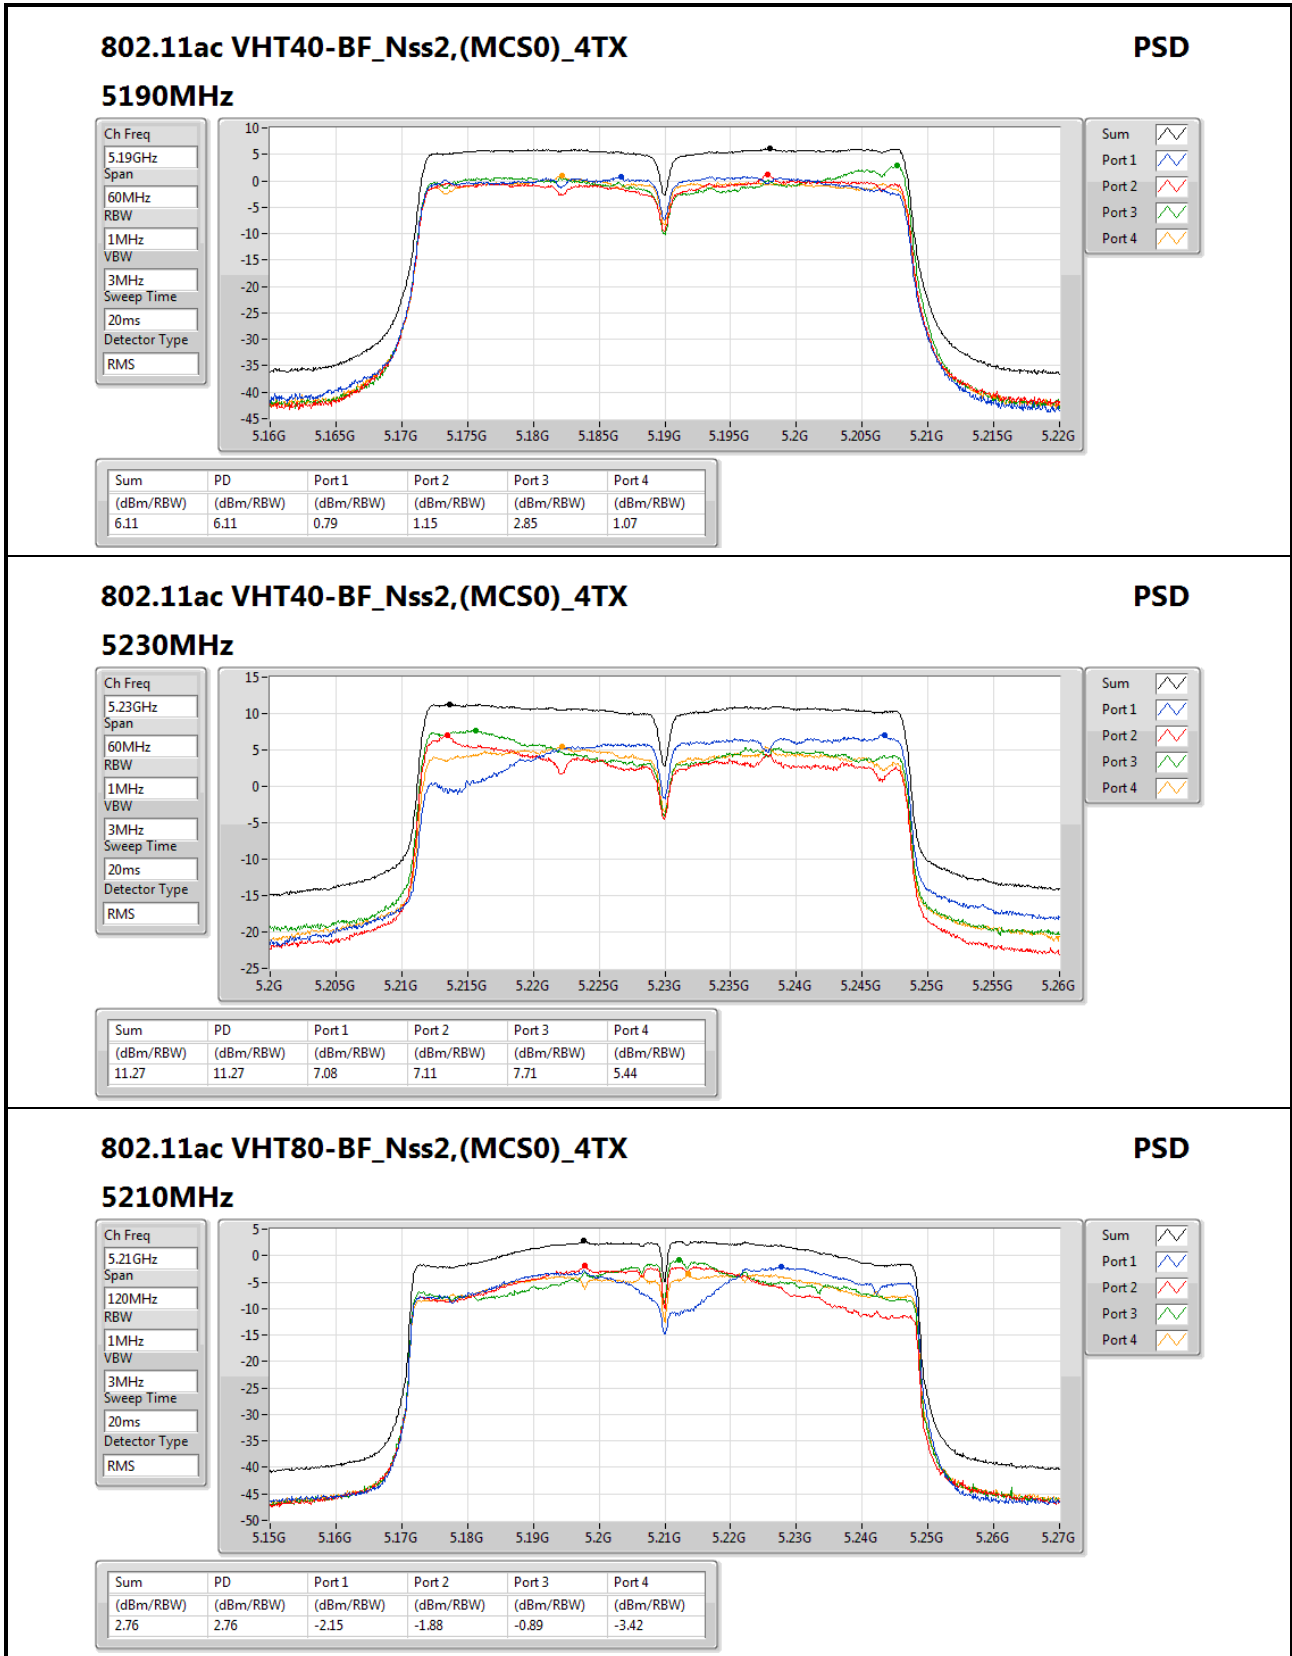 802.11ac VHT40-BF_Nss2,(MCS0)_4TX PSD
5190MHz
Ch Freq
5.19GHz
Span
60MHz
RBW
1MHz
VBW
3MHz
Sweep Time
20ms
Detector Type
RMS
10
5
0
-5
-10
-15
-20
-25
-30
-35
-40
-45
5.16G 5.165G 5.17G 5.175G 5.18G 5.185G 5.19G 5.195G 5.2G 5.205G 5.21G 5.215G 5.22G
Sum
Port 1
Port 2
Port 3
Port 4
Sum PD Port 1 Port 2 Port 3 Port 4
(dBm/RBW) (dBm/RBW) (dBm/RBW) (dBm/RBW) (dBm/RBW) (dBm/RBW)
6.11 6.11 0.79 1.15 2.85 1.07
802.11ac VHT40-BF_Nss2,(MCS0)_4TX PSD
5230MHz
Ch Freq
5.23GHz
Span
60MHz
RBW
1MHz
VBW
3MHz
Sweep Time
20ms
Detector Type
RMS
15
10
5
0
-5
-10
-15
-20
-25
5.2G 5.205G 5.21G 5.215G 5.22G 5.225G 5.23G 5.235G 5.24G 5.245G 5.25G 5.255G 5.26G
Sum
Port 1
Port 2
Port 3
Port 4
Sum PD Port 1 Port 2 Port 3 Port 4
(dBm/RBW) (dBm/RBW) (dBm/RBW) (dBm/RBW) (dBm/RBW) (dBm/RBW)
11.27 11.27 7.08 7.11 7.71 5.44
802.11ac VHT80-BF_Nss2,(MCS0)_4TX PSD
5210MHz
Ch Freq
5.21GHz
Span
120MHz
RBW
1MHz
VBW
3MHz
Sweep Time
20ms
Detector Type
RMS
5
0
-5
-10
-15
-20
-25
-30
-35
-40
-45
-50
5.15G 5.16G 5.17G 5.18G 5.19G 5.2G 5.21G 5.22G 5.23G 5.24G 5.25G 5.26G 5.27G
Sum
Port 1
Port 2
Port 3
Port 4
Sum PD Port 1 Port 2 Port 3 Port 4
(dBm/RBW) (dBm/RBW) (dBm/RBW) (dBm/RBW) (dBm/RBW) (dBm/RBW)
2.76 2.76 -2.15 -1.88 -0.89 -3.42